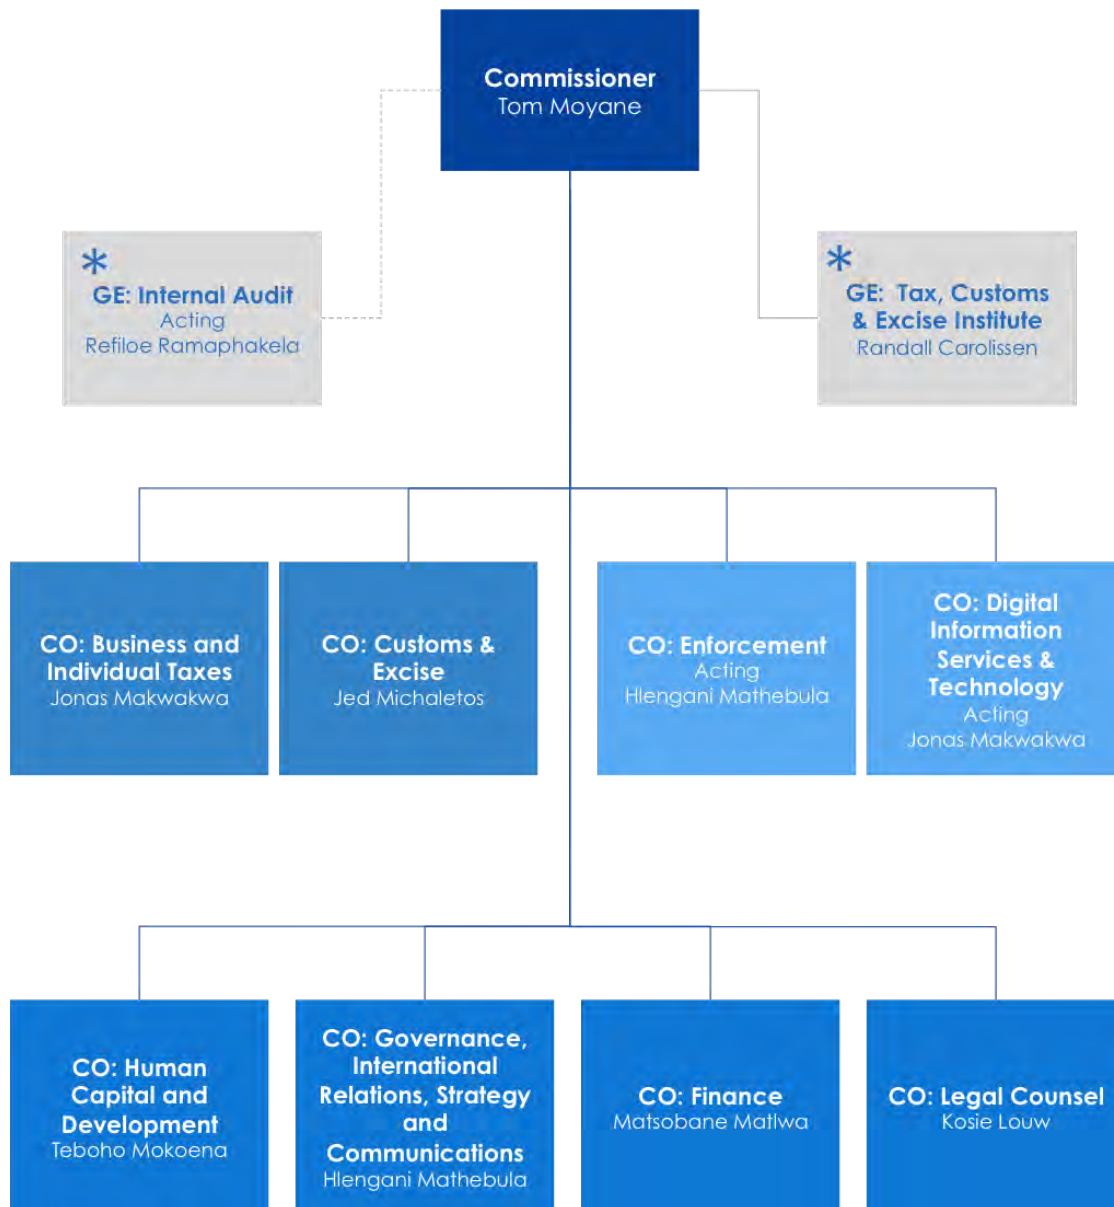 Commissioner
Tom Moyane
*
GE: Internal Audit
Acting
Refiloe Ramaphakela
*
GE: Tax, Customs
& Excise Institute
Randall Carolissen
CO: Business and
Individual Taxes
Jonas Makwakwa
CO: Customs &
Excise
Jed Michaletos
CO: Enforcement
Acting
Hlengani Mathebula
CO: Digital
Information
Services &
Technology
Acting
Jonas Makwakwa
CO: Human
Capital and
Development
Teboho Mokoena
CO: Governance,
International
Relations, Strategy
and
Communications
Hlengani Mathebula
CO: Finance
Matsobane Matlwa
CO: Legal Counsel
Kosie Louw